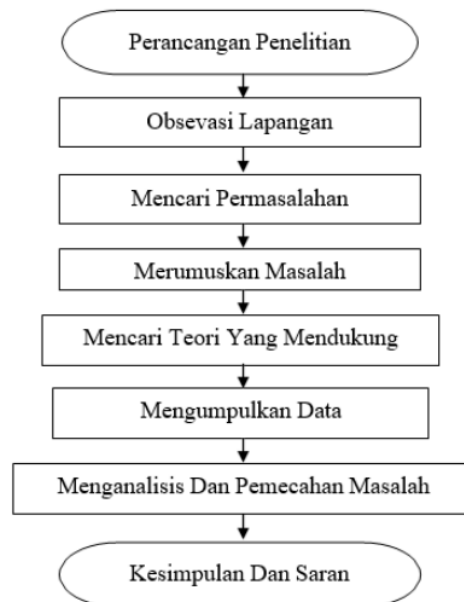 Perancangan Penelitian
Obsevasi Lapangan
Mencari Permasalahan
Merumuskan Masalah
Mencari Teori Yang Mendukung
Mengumpulkan Data
Menganalisis Dan Pemecahan Masalah
Kesimpulan Dan Saran